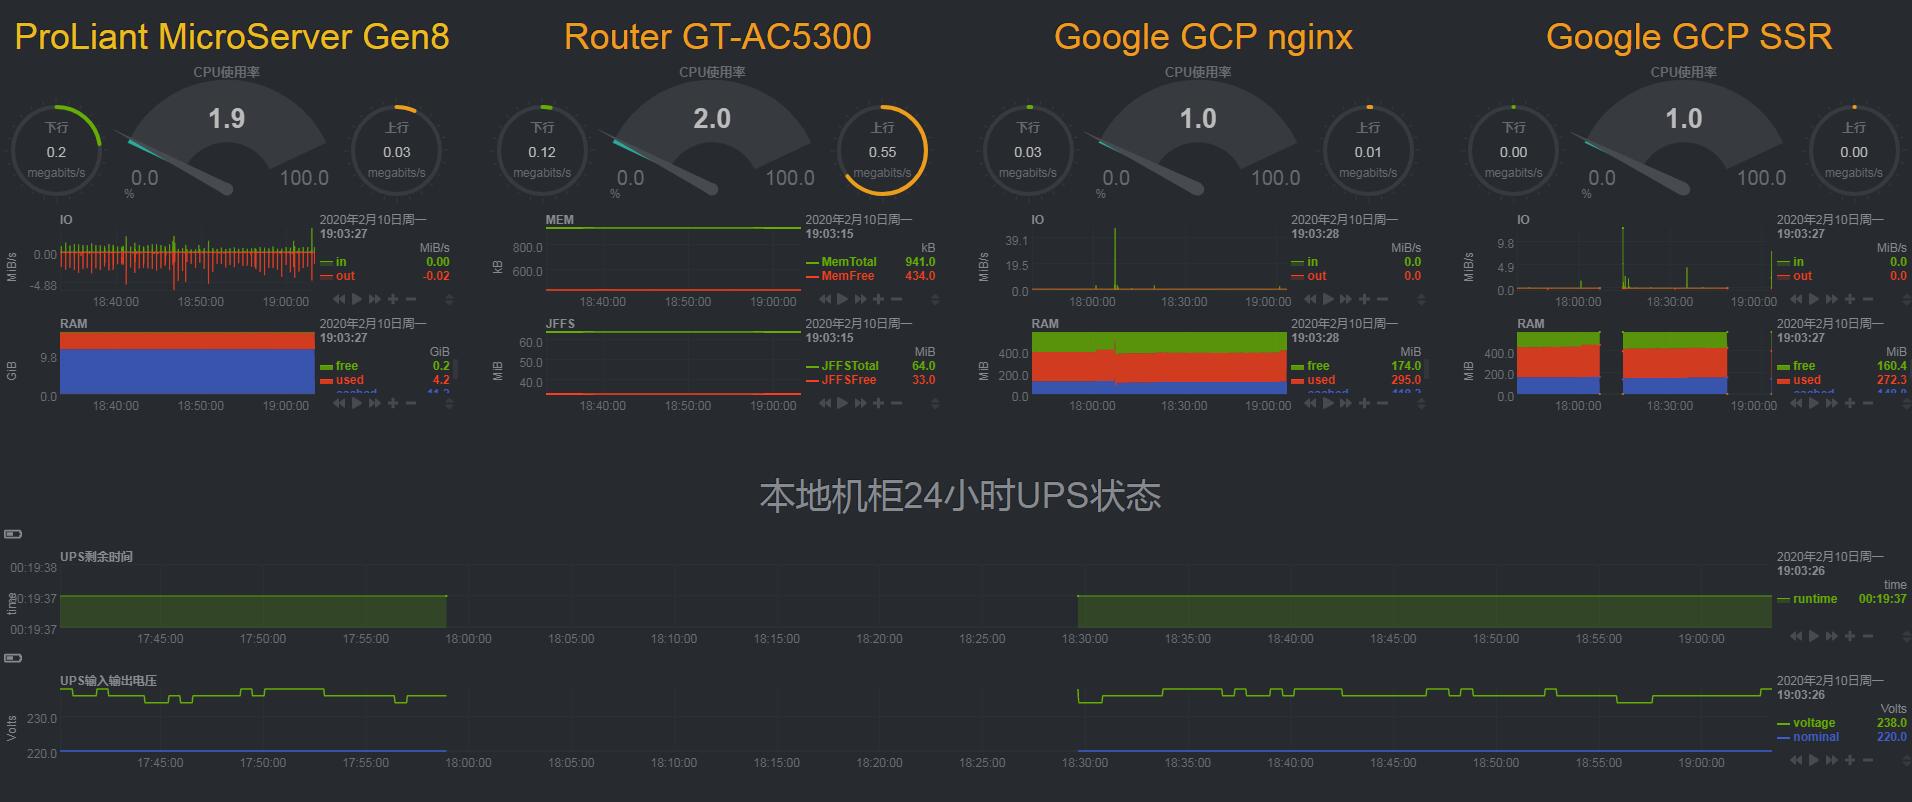 ProLiant MicroServer Gen8
CPU使用率
下行
0.2
megabits/s
1.9
0.0
100.0
%
上行
0.03
megabits/s
IO
MiB/s
0.00
-4.88
18:40:00 18:50:00 19:00:00
2020年2月10日周一
19:03:27
MiB/s
in 0.00
out -0.02
RAM
GiB
9.8
0.0
18:40:00 18:50:00 19:00:00
2020年2月10日周一
19:03:27
GiB
free 0.2
used 4.2
Router GT-AC5300
CPU使用率
下行
0.12
megabits/s
2.0
0.0
100.0
%
上行
0.55
megabits/s
MEM
kB
800.0
600.0
18:40:00 18:50:00 19:00:00
2020年2月10日周一
19:03:15
kB
MemTotal 941.0
MemFree 434.0
JFFS
MiB
60.0
50.0
40.0
18:40:00 18:50:00 19:00:00
2020年2月10日周一
19:03:15
MiB
JFFSTotal 64.0
JFFSFree 33.0
Google GCP nginx
CPU使用率
下行
0.03
megabits/s
1.0
0.0
100.0
%
上行
0.01
megabits/s
IO
MiB/s
39.1
19.5
0.0
18:00:00 18:30:00 19:00:00
2020年2月10日周一
19:03:28
MiB/s
in 0.0
out 0.0
RAM
MiB
400.0
200.0
0.0
18:00:00 18:30:00 19:00:00
2020年2月10日周一
19:03:28
MiB
free 174.0
used 295.0
Google GCP SSR
CPU使用率
下行
0.00
megabits/s
1.0
0.0
100.0
%
上行
0.00
megabits/s
IO
MiB/s
9.8
4.9
0.0
18:00:00 18:30:00 19:00:00
2020年2月10日周一
19:03:27
MiB/s
in 0.0
out 0.0
RAM
MiB
400.0
200.0
0.0
18:00:00 18:30:00 19:00:00
2020年2月10日周一
19:03:27
MiB
free 160.4
used 272.3
本地机柜24小时UPS状态
UPS剩余时间
time
00:19:38
00:19:37
00:19:37
17:45:00 17:50:00 17:55:00 18:00:00 18:05:00 18:10:00 18:15:00 18:20:00 18:25:00 18:30:00 18:35:00 18:40:00 18:45:00 18:50:00 18:55:00 19:00:00
2020年2月10日周一
19:03:26
time
runtime 00:19:37
UPS输入输出电压
Volts
230.0
220.0
17:45:00 17:50:00 17:55:00 18:00:00 18:05:00 18:10:00 18:15:00 18:20:00 18:25:00 18:30:00 18:35:00 18:40:00 18:45:00 18:50:00 18:55:00 19:00:00
2020年2月10日周一
19:03:26
Volts
voltage 238.0
nominal 220.0